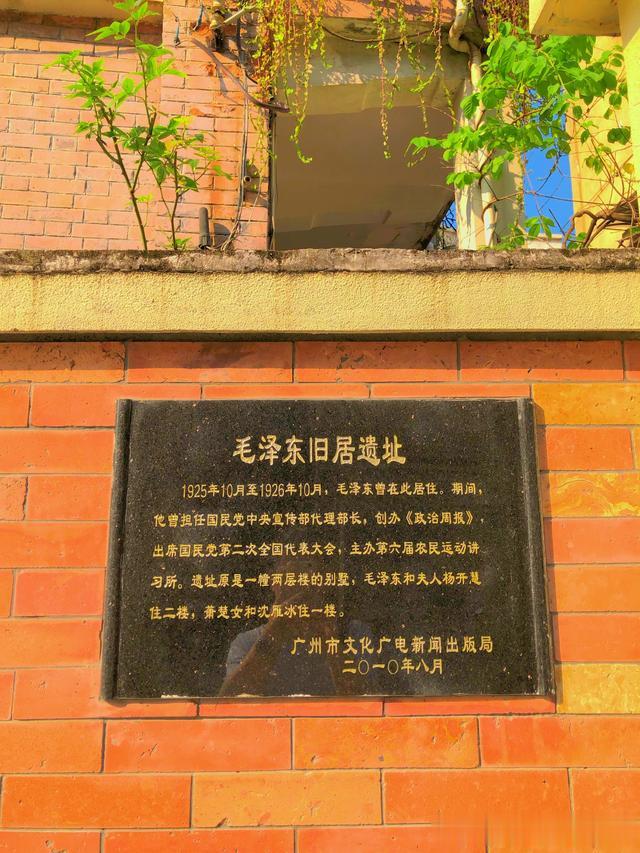 毛泽东旧居遗址
1925年10月至1926年10月，毛泽东曾在此居住。期间，
他曾担任国民党中央宣传部代理部长，创办《政治周报》，
出席国民党第二次全国代表大会，主办第六届农民运动讲
习所。遗址原是一幢两层楼的别墅，毛泽东和夫人杨开慧
住二楼，萧楚女和沈雁冰住一楼。
广州市文化广电新闻出版局
二〇一〇年八月